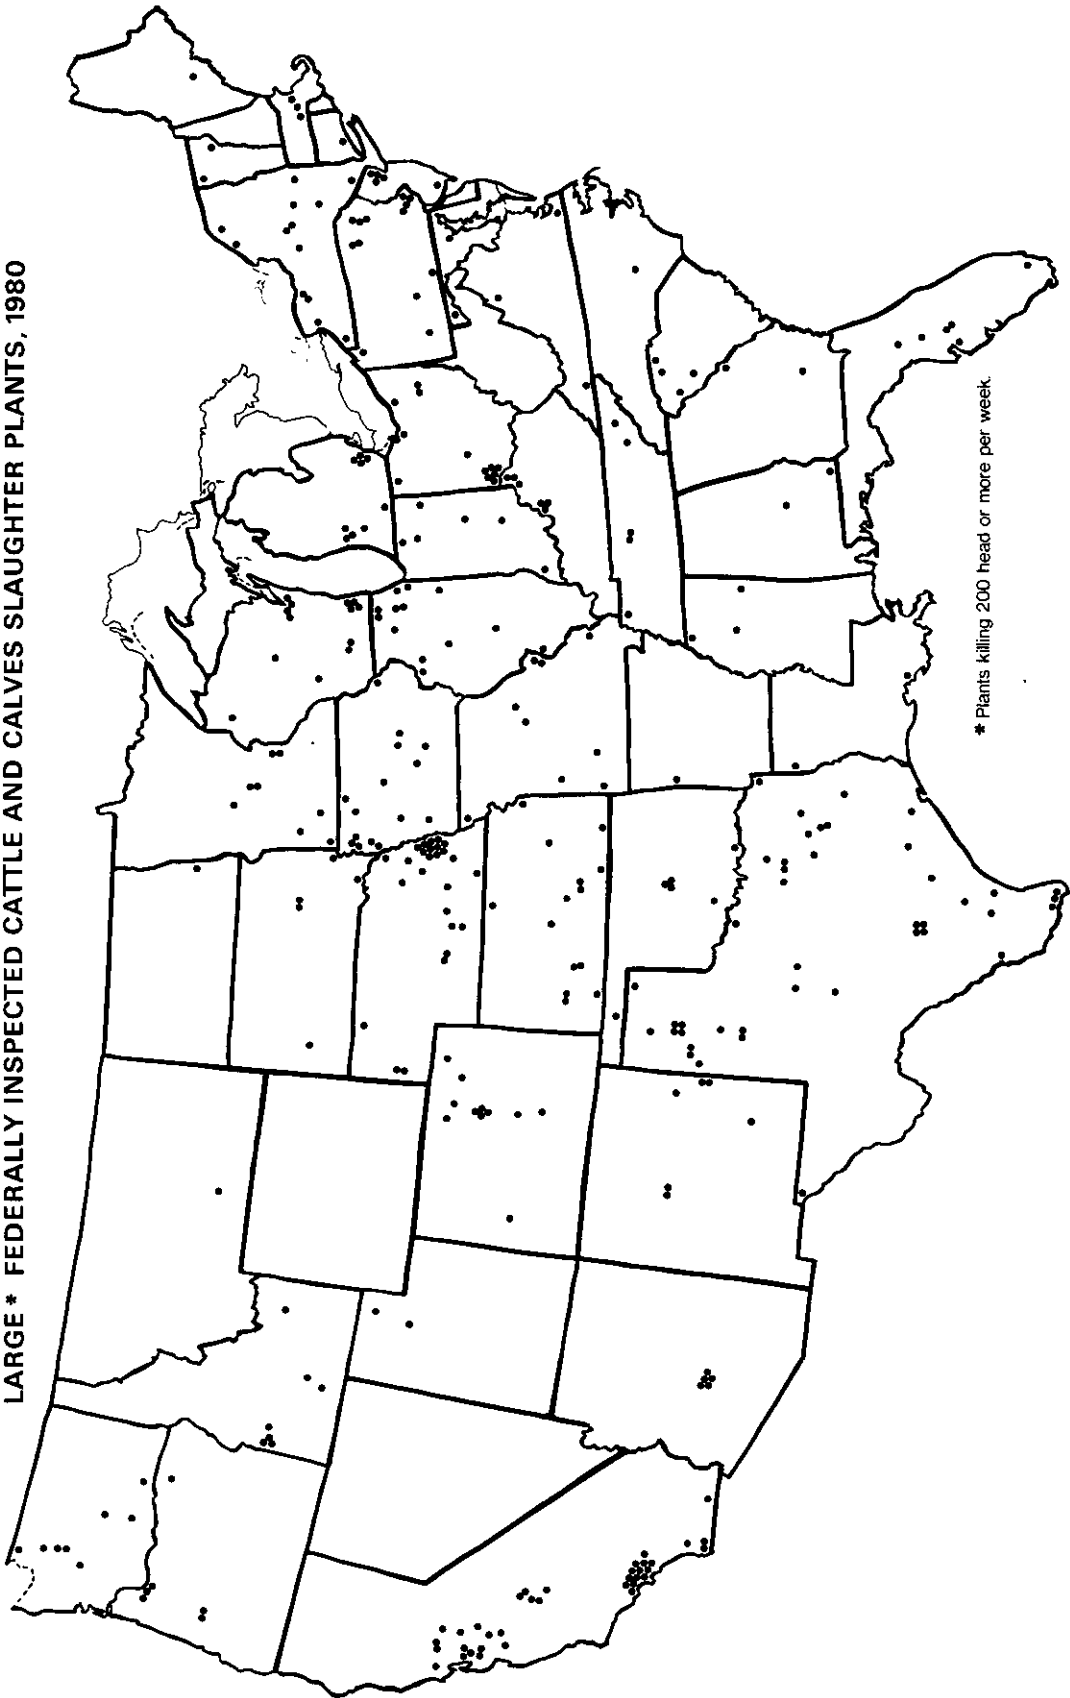 LARGE * FEDERALLY INSPECTED CATTLE AND CALVES SLAUGHTER PLANTS, 1980
* Plants killing 200 head or more per week.